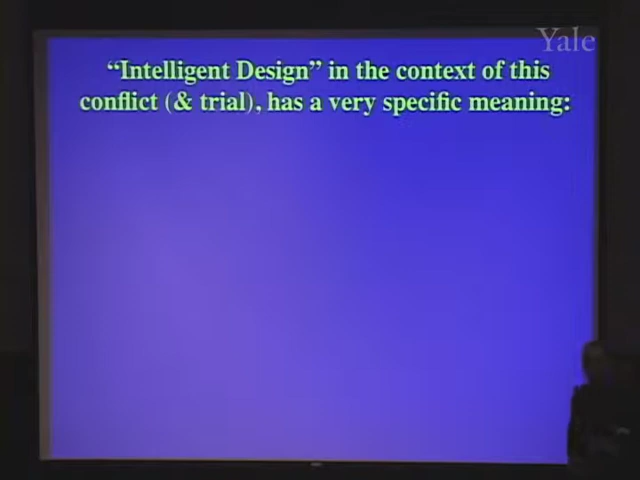 Yale
“Intelligent Design” in the context of this
conflict (& trial), has a very specific meaning: